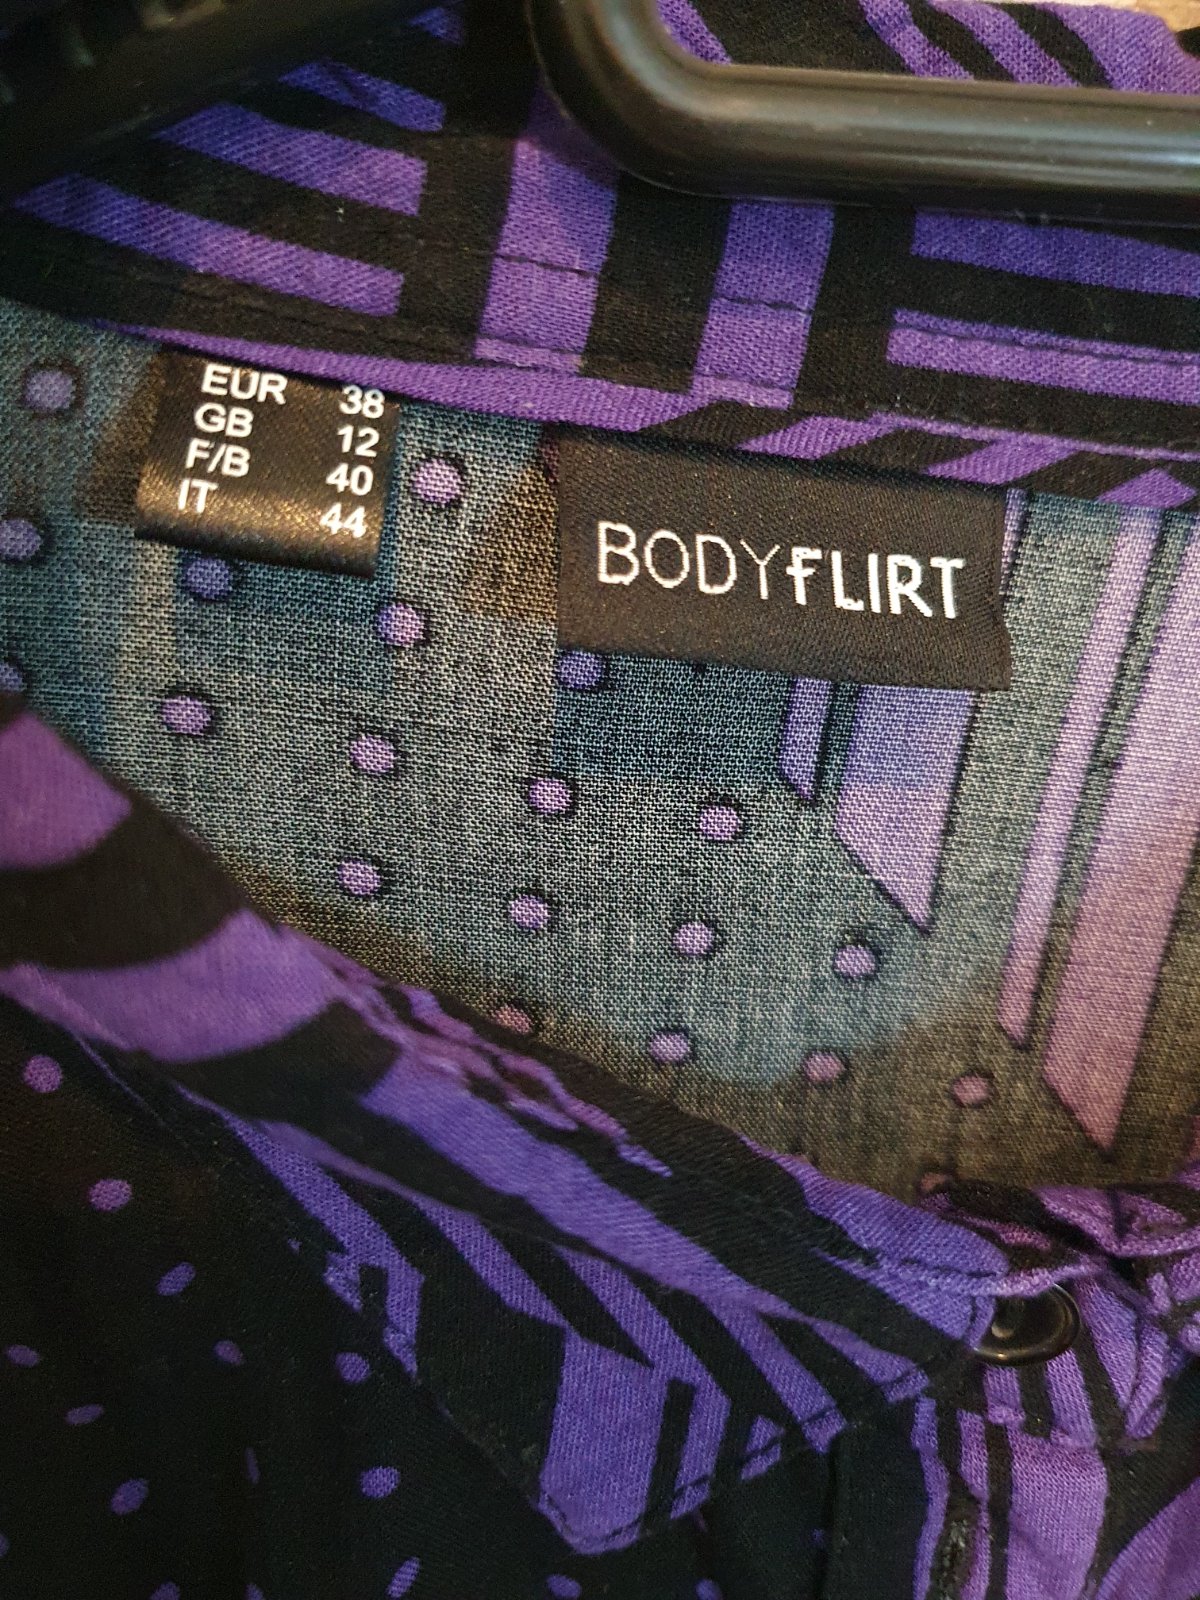 EUR 38
GB 12
F/B 40
IT 44
BODYFLIRT